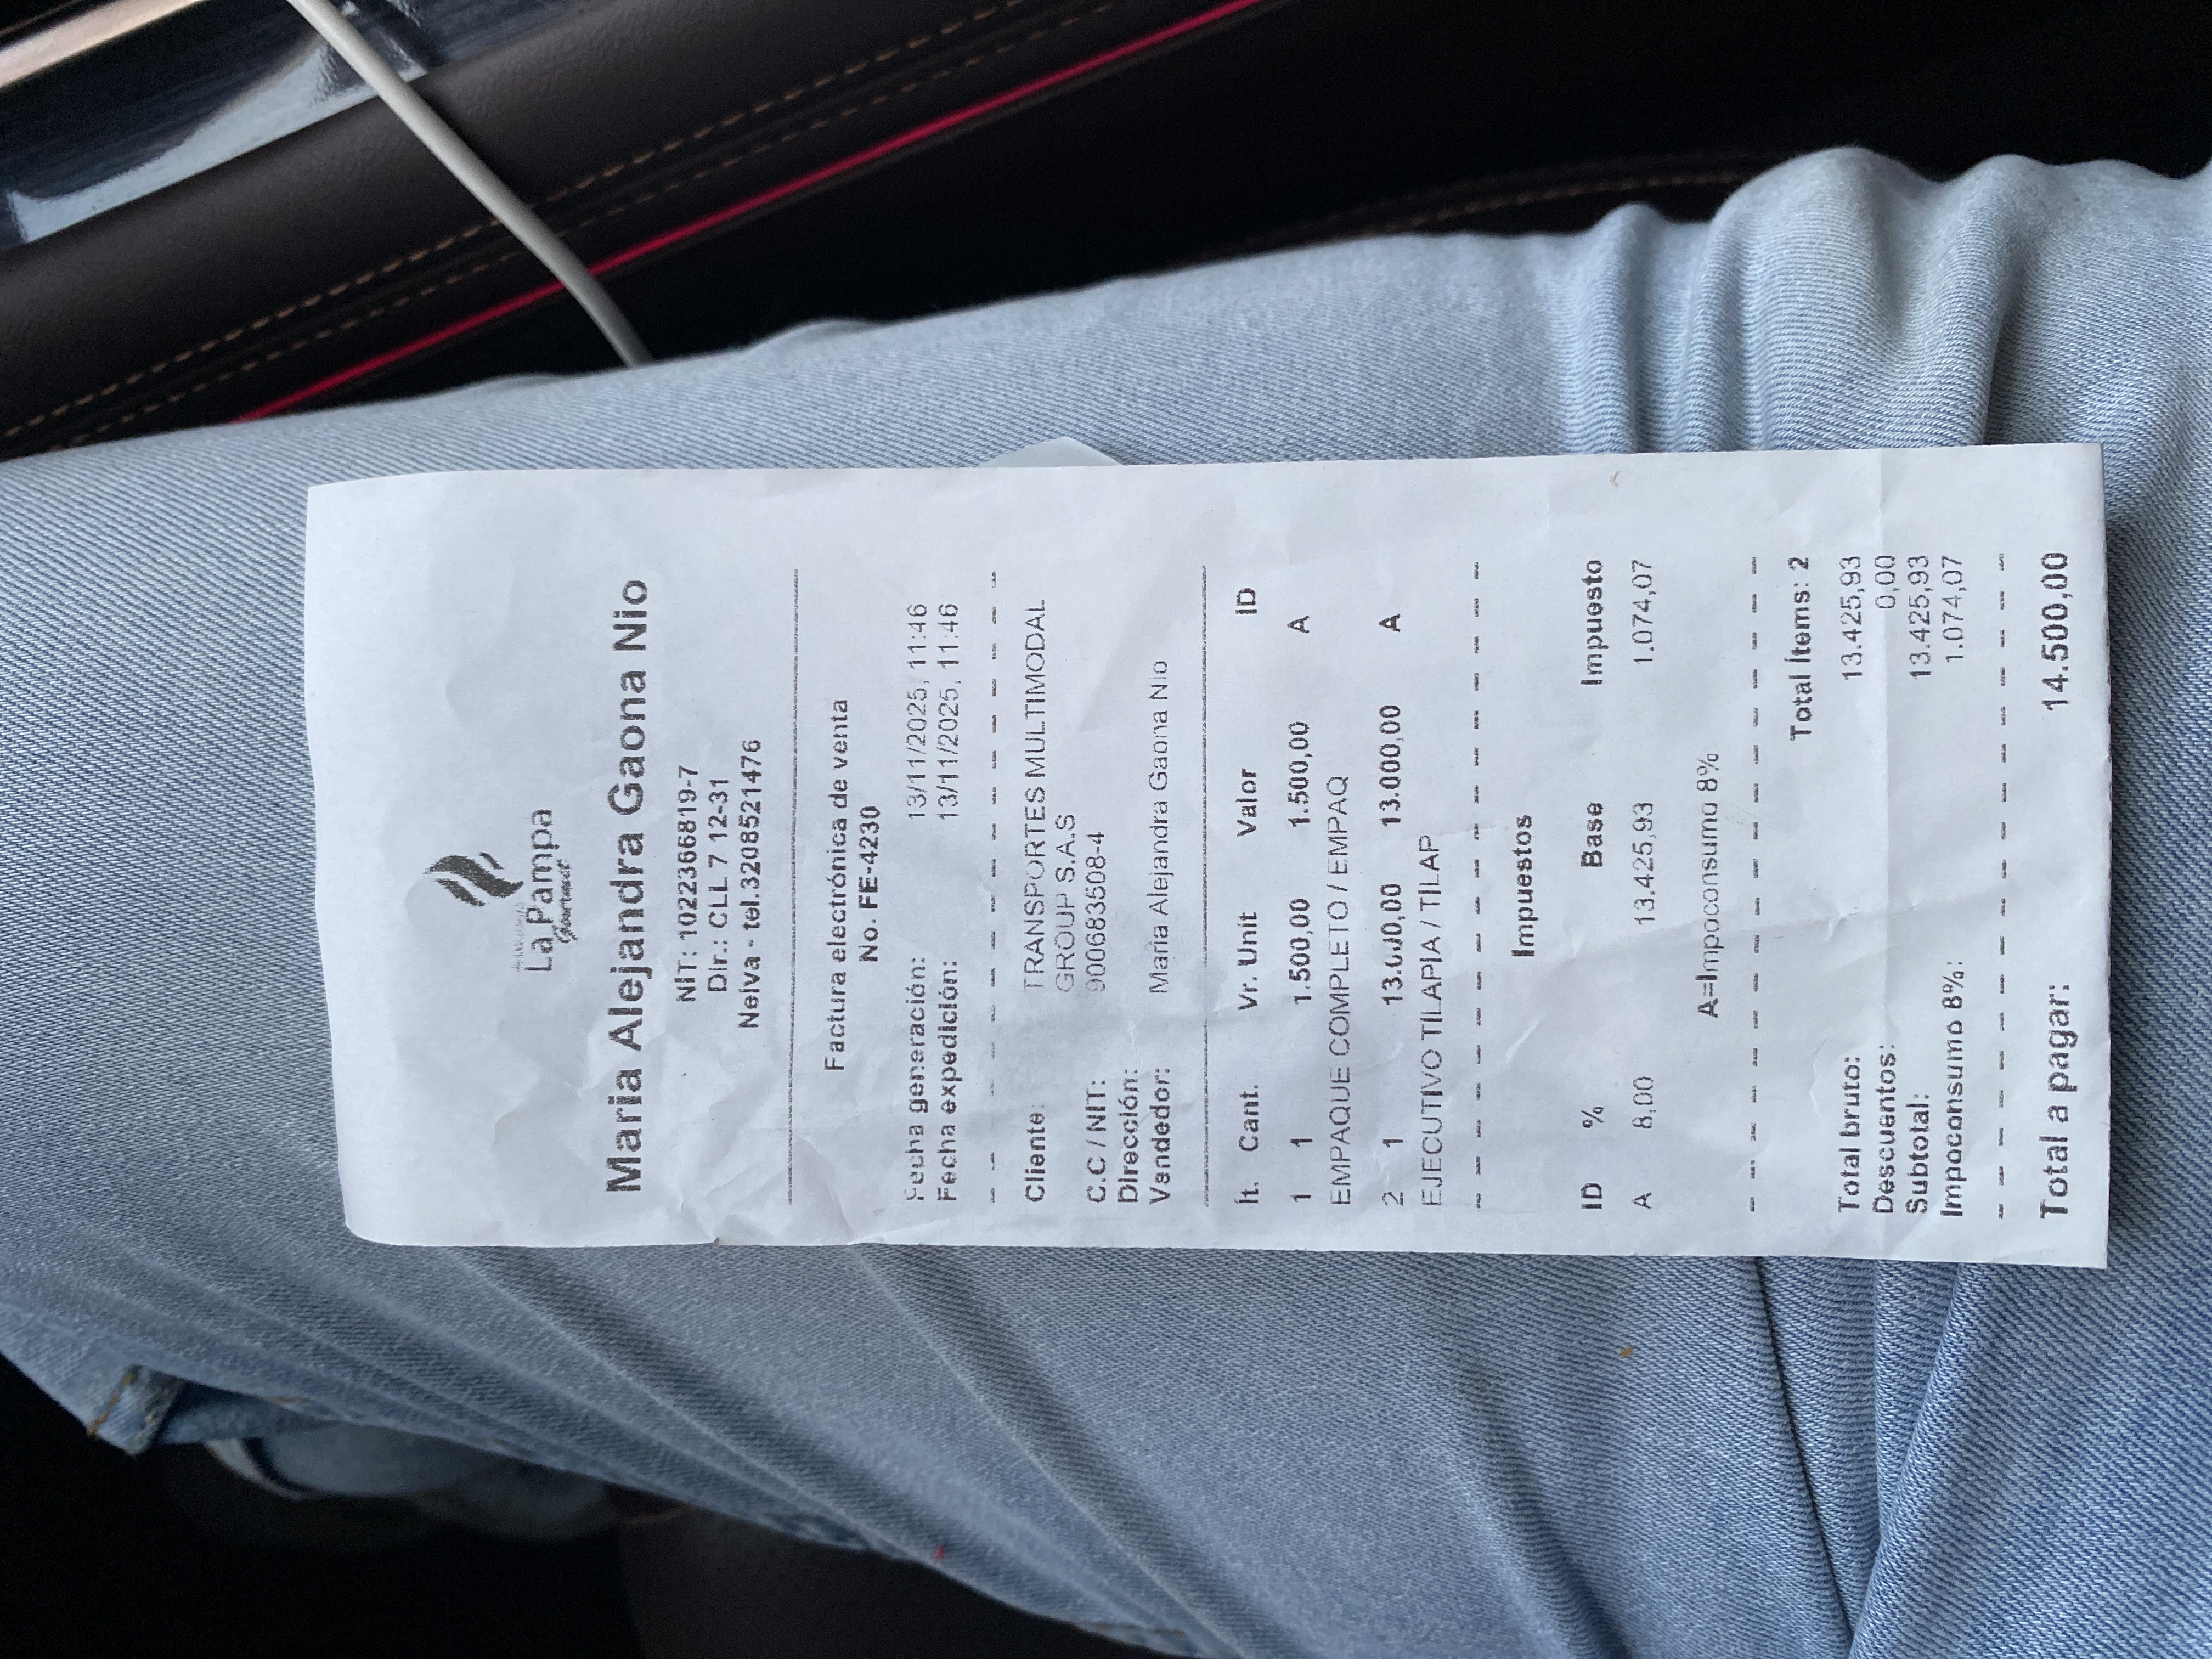 La Pampa
Gourmet
Maria Alejandra Gaona Nio
NIT: 1022366819-7
Dir.: CLL 7 12-31
Neiva - tel.3208521476
Factura electrónica de venta
No. FE-4230
Fecha generación: 13/11/2025, 11:46
Fecha expedición: 13/11/2025, 11:46
Cliente: TRANSPORTES MULTIMODAL
GROUP S.A.S
C.C / NIT: 900683508-4
Dirección:
Vendedor: Maria Alejandra Gaona Nio
Ít. Cant. Vr. Unit Valor ID
1 1 1.500,00 1.500,00 A
EMPAQUE COMPLETO / EMPAQ
2 1 13.000,00 13.000,00 A
EJECUTIVO TILAPIA / TILAP
Impuestos
ID % Base Impuesto
A 8,00 13.425,93 1.074,07
A=Impoconsumo 8%
Total Ítems: 2
Total bruto: 13.425,93
Descuentos: 0,00
Subtotal: 13.425,93
Impoconsumo 8%: 1.074,07
Total a pagar: 14.500,00